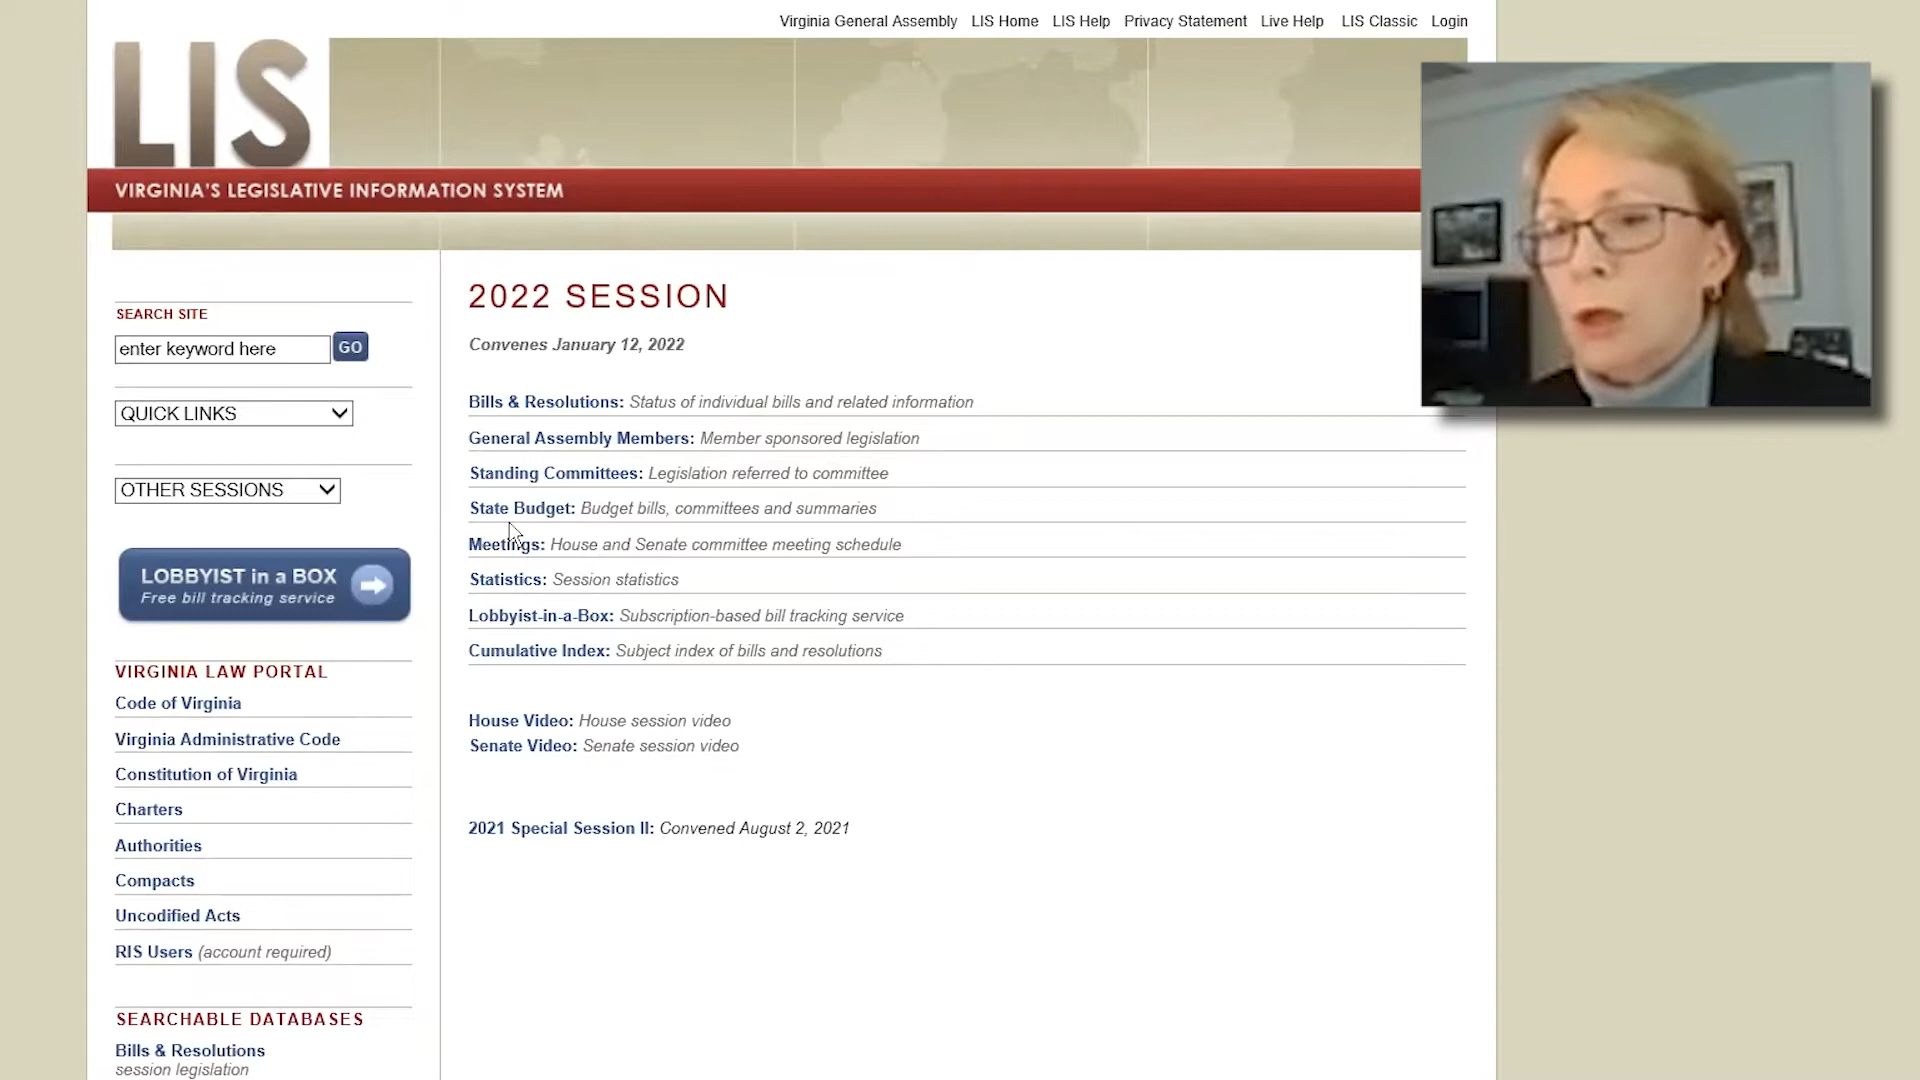 Virginia General Assembly LIS Home LIS Help Privacy Statement Live Help LIS Classic Login
LIS
VIRGINIA'S LEGISLATIVE INFORMATION SYSTEM
SEARCH SITE
enter keyword here GO
QUICK LINKS
OTHER SESSIONS
LOBBYIST in a BOX
Free bill tracking service
VIRGINIA LAW PORTAL
Code of Virginia
Virginia Administrative Code
Constitution of Virginia
Charters
Authorities
Compacts
Uncodified Acts
RIS Users (account required)
SEARCHABLE DATABASES
Bills & Resolutions
session legislation
2022 SESSION
Convenes January 12, 2022
Bills & Resolutions: Status of individual bills and related information
General Assembly Members: Member sponsored legislation
Standing Committees: Legislation referred to committee
State Budget: Budget bills, committees and summaries
Meetings: House and Senate committee meeting schedule
Statistics: Session statistics
Lobbyist-in-a-Box: Subscription-based bill tracking service
Cumulative Index: Subject index of bills and resolutions
House Video: House session video
Senate Video: Senate session video
2021 Special Session II: Convened August 2, 2021